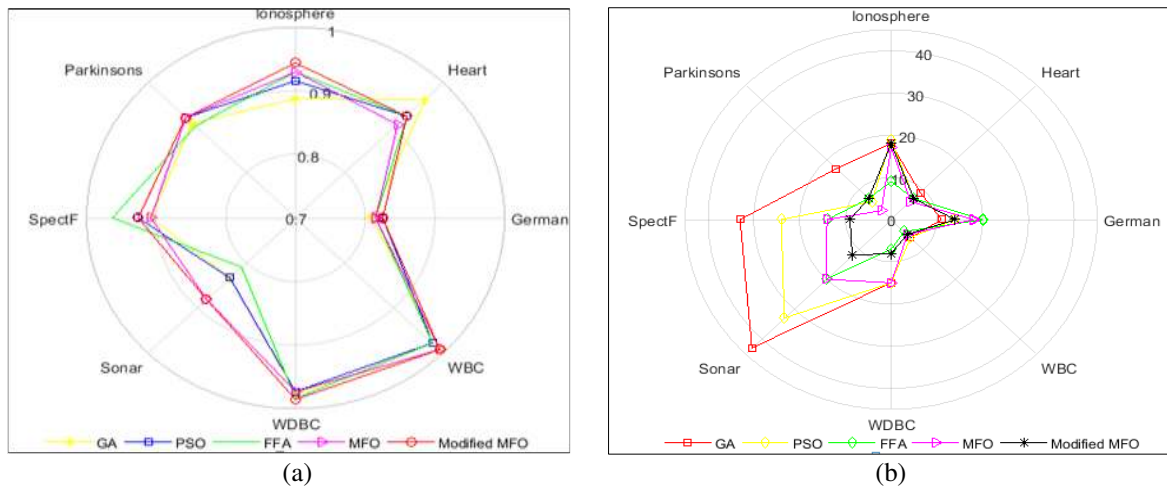 Ionosphere
1
Heart
Parkinsons
0.9
0.8
SpectF
0.7
German
Sonar
WBC
WDBC
GA PSO FFA MFO Modified MFO
(a)
Ionosphere
40
Parkinsons
Heart
30
20
10
SpectF
0
German
Sonar
WBC
WDBC
GA PSO FFA MFO Modified MFO
(b)